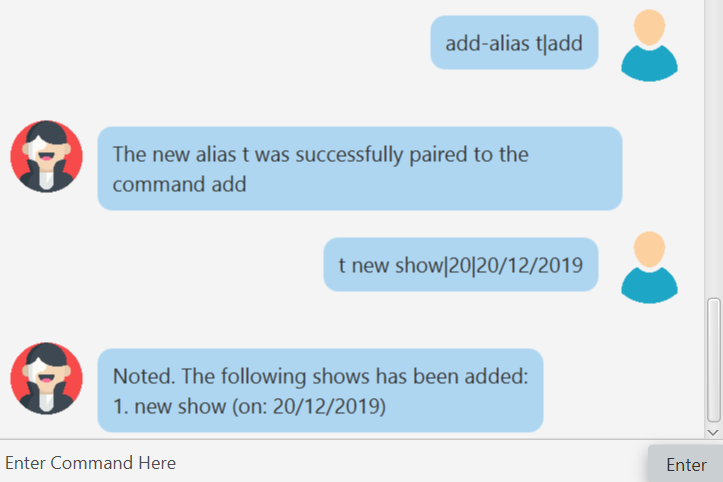 add-alias t|add
The new alias t was successfully paired to the
command add
t new show|20|20/12/2019
Noted. The following shows has been added:
1. new show (on: 20/12/2019)
Enter Command Here
Enter